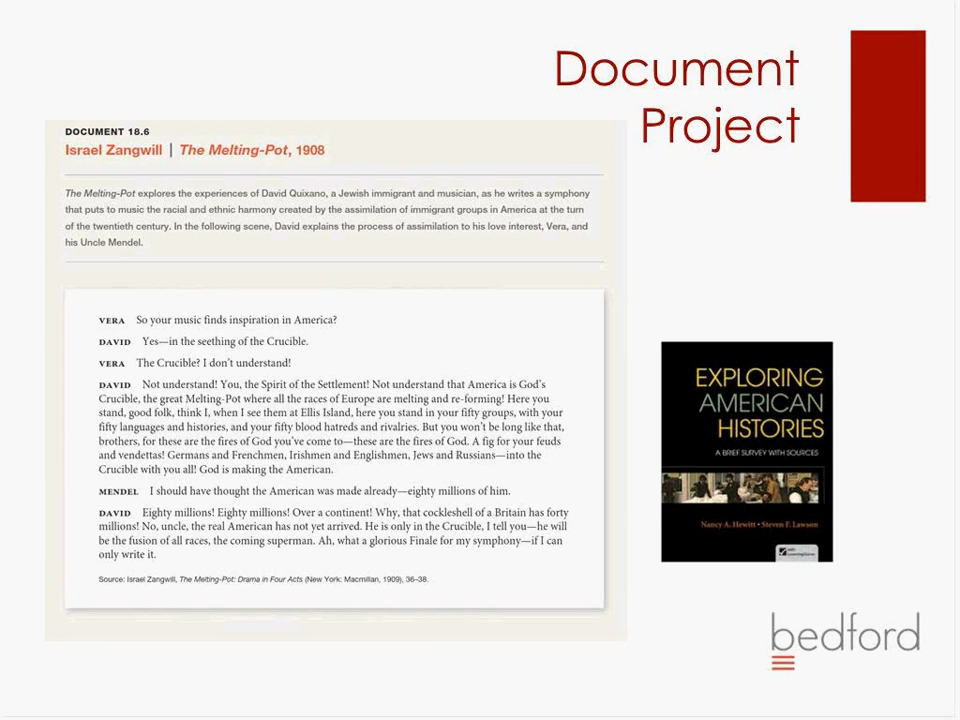 Document
Project
DOCUMENT 18.6
Israel Zangwill | The Melting-Pot, 1908
The Melting-Pot explores the experiences of David Quixano, a Jewish immigrant and musician, as he writes a symphony
that puts to music the racial and ethnic harmony created by the assimilation of immigrant groups in America at the turn
of the twentieth century. In the following scene, David explains the process of assimilation to his love interest, Vera, and
his Uncle Mendel.
VERA So your music finds inspiration in America?
DAVID Yes—in the seething of the Crucible.
VERA The Crucible? I don't understand!
DAVID Not understand! You, the Spirit of the Settlement! Not understand that America is God's
Crucible, the great Melting-Pot where all the races of Europe are melting and re-forming! Here you
stand, good folk, think I, when I see them at Ellis Island, here you stand in your fifty groups, with your
fifty languages and histories, and your fifty blood hatreds and rivalries. But you won't be long like that,
brothers, for these are the fires of God you've come to—these are the fires of God. A fig for your feuds
and vendettas! Germans and Frenchmen, Irishmen and Englishmen, Jews and Russians—into the
Crucible with you all! God is making the American.
MENDEL I should have thought the American was made already—eighty millions of him.
DAVID Eighty millions! Eighty millions! Over a continent! Why, that cockleshell of a Britain has forty
millions! No, uncle, the real American has not yet arrived. He is only in the Crucible, I tell you—he will
be the fusion of all races, the coming superman. Ah, what a glorious Finale for my symphony—if I can
only write it.
Source: Israel Zangwill, The Melting-Pot: Drama in Four Acts (New York: Macmillan, 1909), 36–38.
EXPLORING
AMERICAN
HISTORIES
A BRIEF SURVEY WITH SOURCES
Nancy A. Hewitt • Steven F. Lawson
bedford